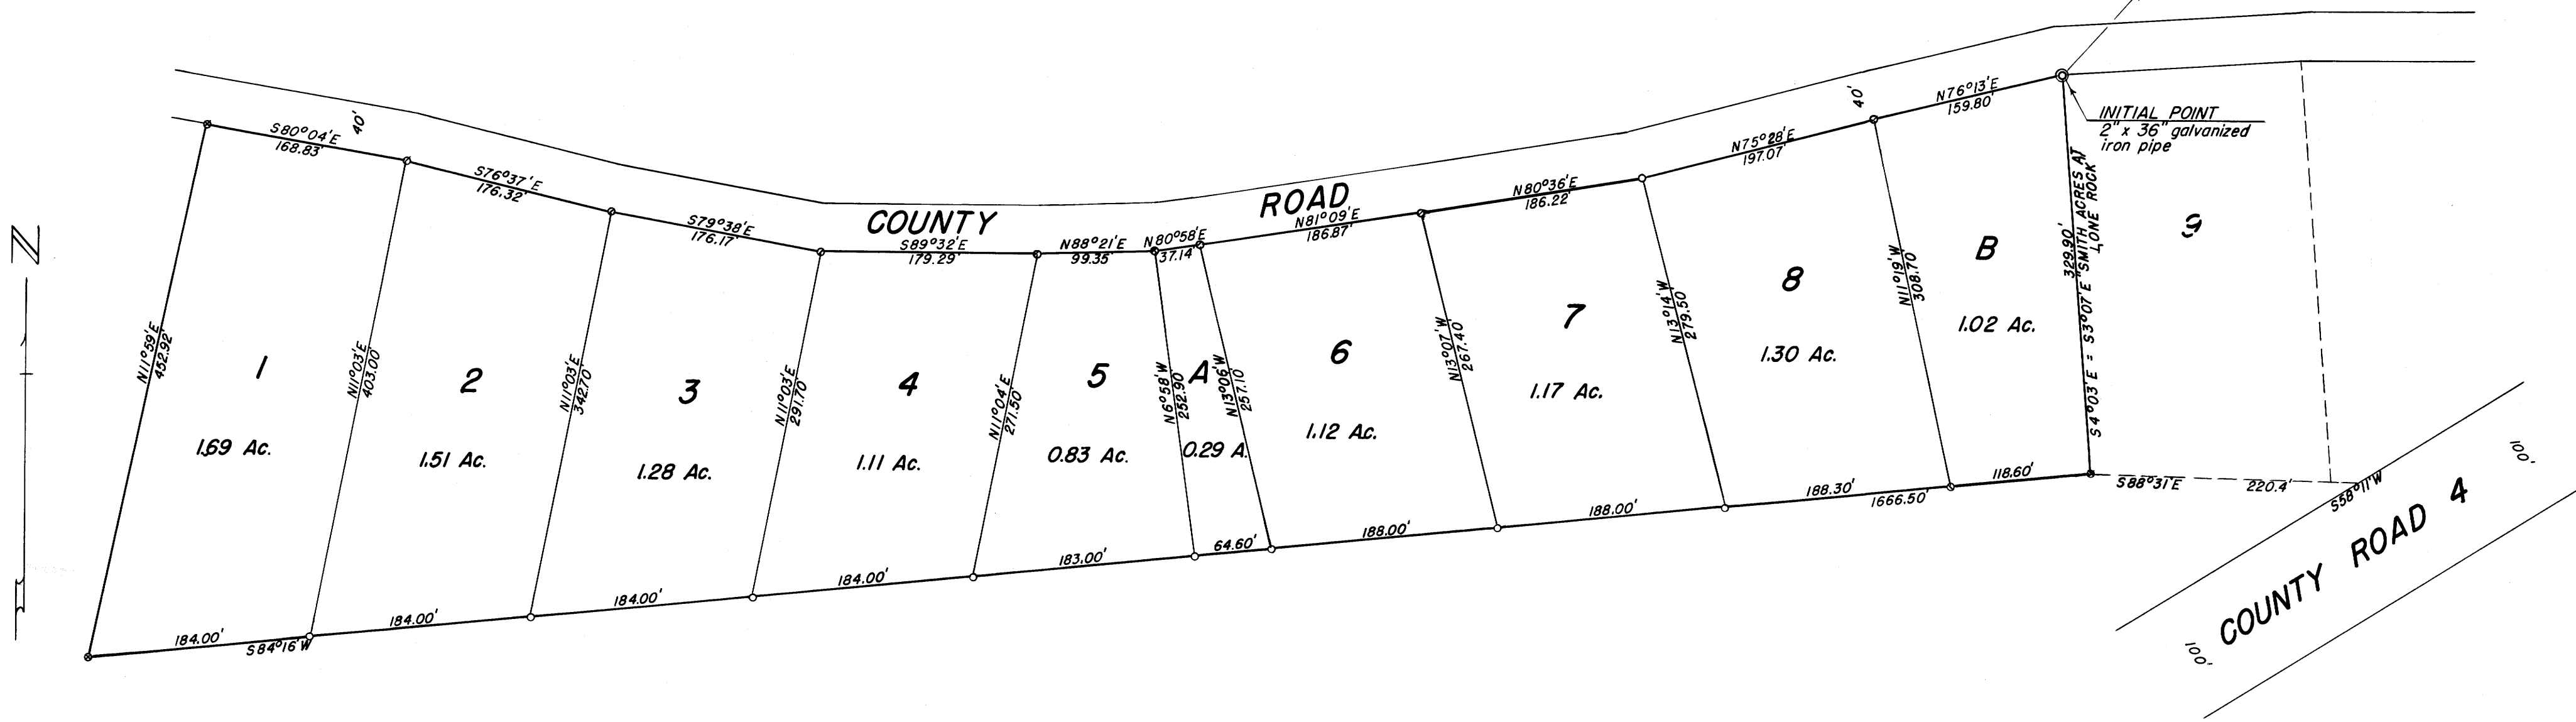 N
COUNTY ROAD
40'
40'
S80°04'E
168.83'
S76°37'E
176.32'
S79°38'E
176.17'
S89°32'E
179.29'
N88°21'E
99.35'
N80°58'E
37.14'
N81°09'E
186.87'
N80°36'E
186.22'
N75°28'E
197.07'
N76°13'E
159.80'
INITIAL POINT
2" x 36" galvanized
iron pipe
N11°59'E
452.92'
1
1.69 Ac.
N11°03'E
403.00'
2
1.51 Ac.
N11°03'E
342.70'
3
1.28 Ac.
N11°03'E
291.70'
4
1.11 Ac.
N11°04'E
271.50'
5
0.83 Ac.
N6°58'W
252.90'
A
0.29 A.
N13°06'W
257.10'
6
1.12 Ac.
N13°07'W
267.40'
7
1.17 Ac.
N13°14'W
279.50'
8
1.30 Ac.
N11°19'W
308.70'
B
1.02 Ac.
329.90'
S4°03'E = S3°07'E "SMITH ACRES AT
LONE ROCK"
9
184.00'
S84°16'W
184.00'
184.00'
184.00'
183.00'
64.60'
188.00'
188.00'
188.30'
1666.50'
118.60'
S88°31'E
220.4'
S58°11'W
COUNTY ROAD 4
100'
100'